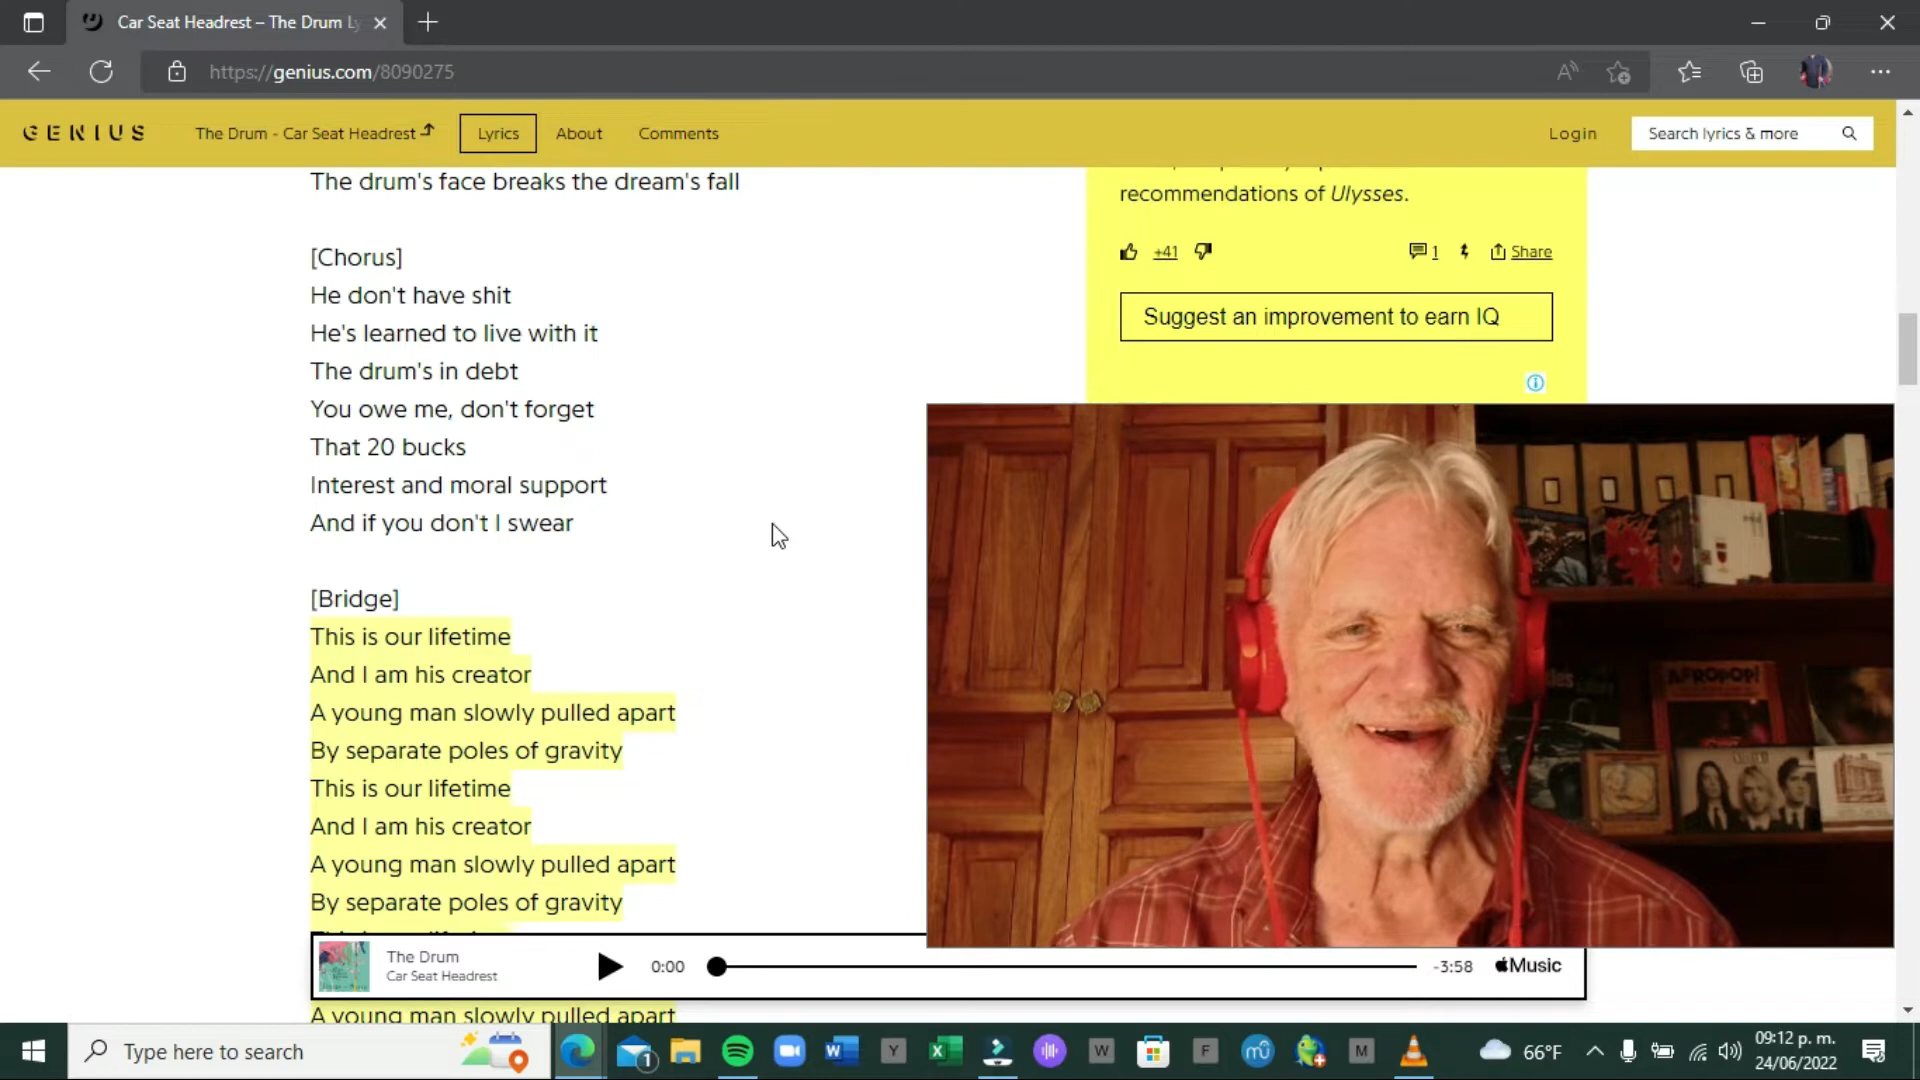 Car Seat Headrest – The Drum Ly
https://genius.com/8090275
GENIUS
The Drum - Car Seat Headrest
Lyrics
About
Comments
Login
Search lyrics & more
The drum's face breaks the dream's fall
[Chorus]
He don't have shit
He's learned to live with it
The drum's in debt
You owe me, don't forget
That 20 bucks
Interest and moral support
And if you don't I swear
[Bridge]
This is our lifetime
And I am his creator
A young man slowly pulled apart
By separate poles of gravity
This is our lifetime
And I am his creator
A young man slowly pulled apart
By separate poles of gravity
A young man slowly pulled apart
recommendations of Ulysses.
+41
1
Share
Suggest an improvement to earn IQ
AFROPOP!
The Drum
Car Seat Headrest
0:00
-3:58
Music
Type here to search
1
W
Y
X
W
F
mû
M
66°F
09:12 p. m.
24/06/2022